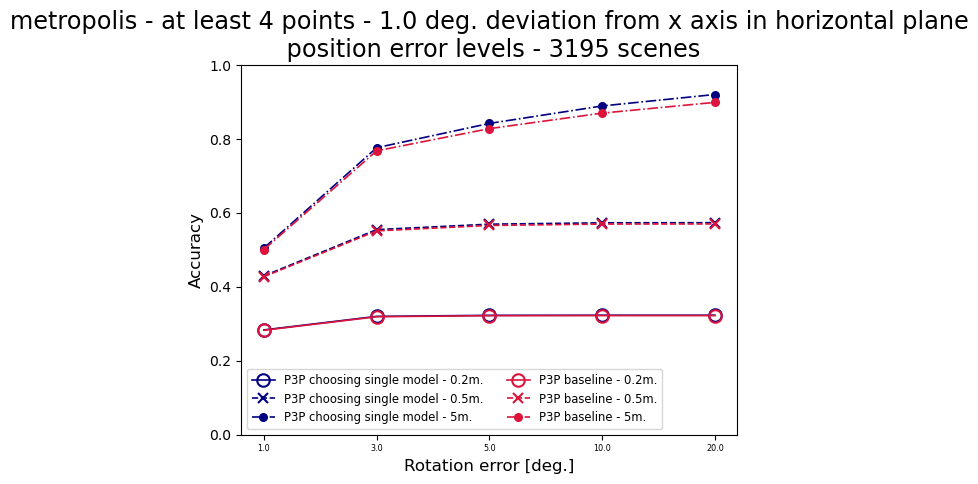 metropolis - at least 4 points - 1.0 deg. deviation from x axis in horizontal plane
position error levels - 3195 scenes
1.0
0.8
0.6
0.4
0.2
0.0
Accuracy
P3P choosing single model - 0.2m.
P3P choosing single model - 0.5m.
P3P choosing single model - 5m.
P3P baseline - 0.2m.
P3P baseline - 0.5m.
P3P baseline - 5m.
1.0 3.0 5.0 10.0 20.0
Rotation error [deg.]